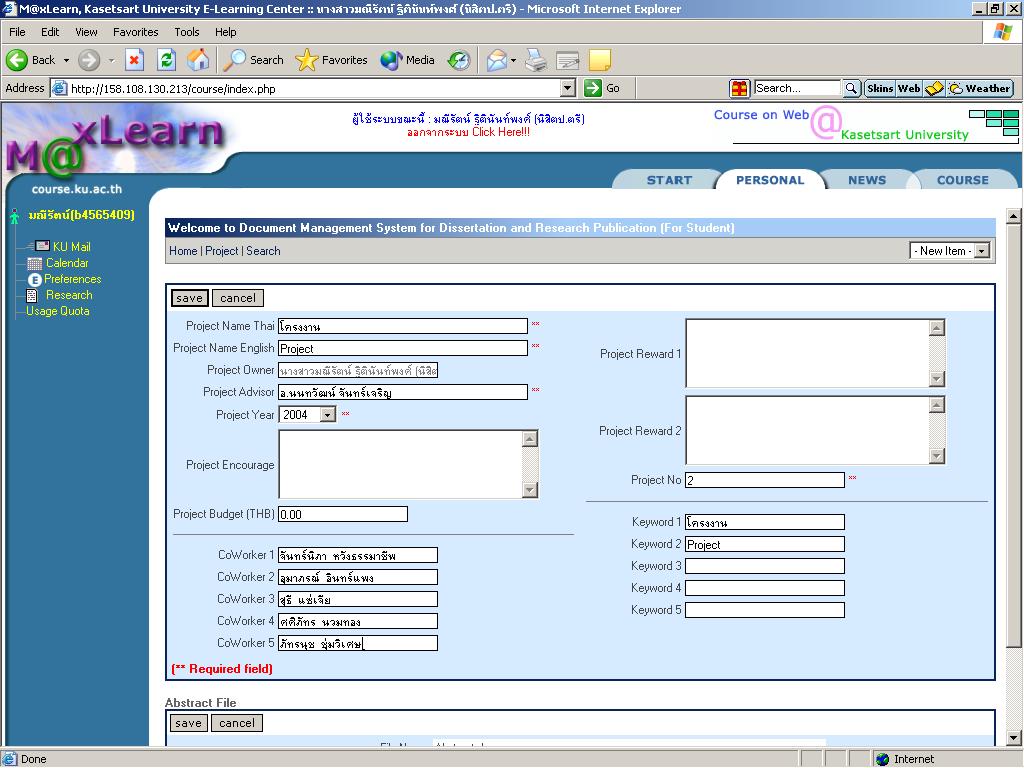 M@xLearn, Kasetsart University E-Learning Center :: นางสาวมณีรัตน์ ฐิตินันท์พงศ์ (นิสิตป.ตรี) - Microsoft Internet Explorer
File Edit View Favorites Tools Help
Back Search Favorites Media
Address http://158.108.130.213/course/index.php Go Search... Skins Web Weather
M@xLearn
course.ku.ac.th
ผู้ใช้ระบบขณะนี้ : มณีรัตน์ ฐิตินันท์พงศ์ (นิสิตป.ตรี)
ออกจากระบบ Click Here!!!
Course on Web @ Kasetsart University
START PERSONAL NEWS COURSE
มณีรัตน์(b4565409)
KU Mail
Calendar
Preferences
Research
Usage Quota
Welcome to Document Management System for Dissertation and Research Publication (For Student)
Home | Project | Search - New Item -
save cancel
Project Name Thai โครงงาน **
Project Name English Project **
Project Owner นางสาวมณีรัตน์ ฐิตินันท์พงศ์ (นิสิต
Project Advisor อ.นนทวัฒน์ จันทร์เจริญ **
Project Year 2004 **
Project Encourage
Project Budget (THB) 0.00
CoWorker 1 จันทร์นิภา หวังธรรมาชีพ
CoWorker 2 อุมาภรณ์ อินทร์แพง
CoWorker 3 สุธี แซ่เจีย
CoWorker 4 ศศิภัทร นวมทอง
CoWorker 5 ภัทรนุช ชุ่มวิเศษ
(** Required field)
Project Reward 1
Project Reward 2
Project No 2 **
Keyword 1 โครงงาน
Keyword 2 Project
Keyword 3
Keyword 4
Keyword 5
Abstract File
save cancel
Done Internet